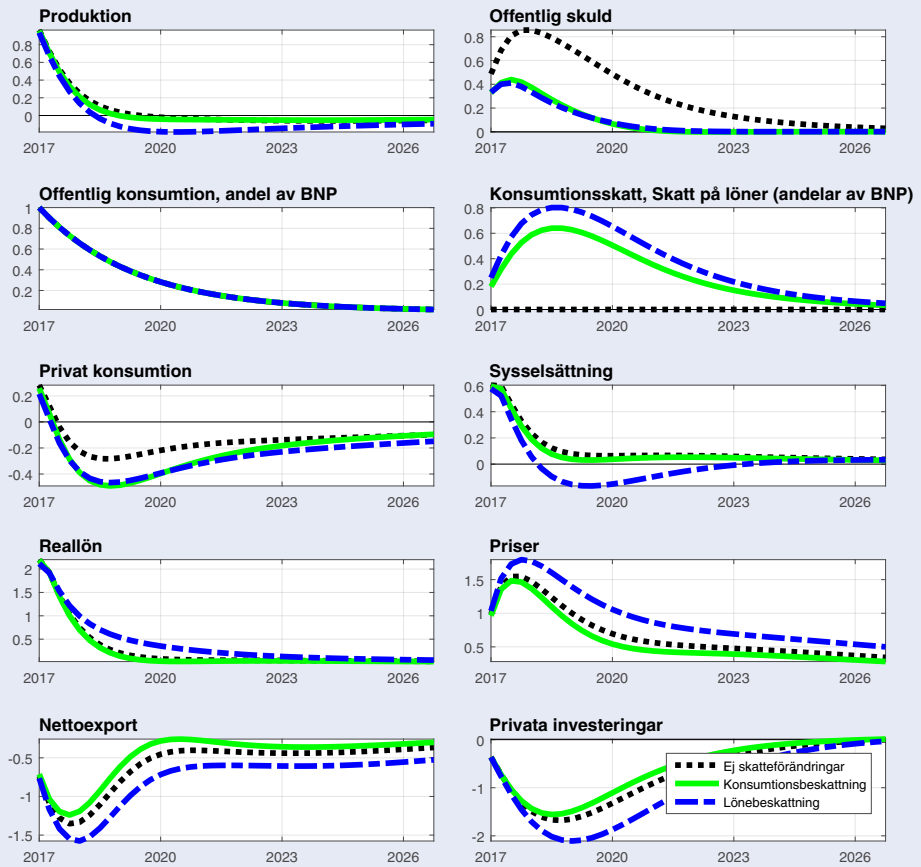 Produktion
0.8
0.6
0.4
0.2
0
2017 2020 2023 2026
Offentlig skuld
0.8
0.6
0.4
0.2
0
2017 2020 2023 2026
Offentlig konsumtion, andel av BNP
1
0.8
0.6
0.4
0.2
2017 2020 2023 2026
Konsumtionsskatt, Skatt på löner (andelar av BNP)
0.8
0.6
0.4
0.2
0
2017 2020 2023 2026
Privat konsumtion
0.2
0
-0.2
-0.4
2017 2020 2023 2026
Sysselsättning
0.6
0.4
0.2
0
2017 2020 2023 2026
Reallön
2
1.5
1
0.5
2017 2020 2023 2026
Priser
1.5
1
0.5
2017 2020 2023 2026
Nettoexport
-0.5
-1
-1.5
2017 2020 2023 2026
Privata investeringar
0
-1
-2
Ej skatteförändringar
Konsumtionsbeskattning
Lönebeskattning
2017 2020 2023 2026